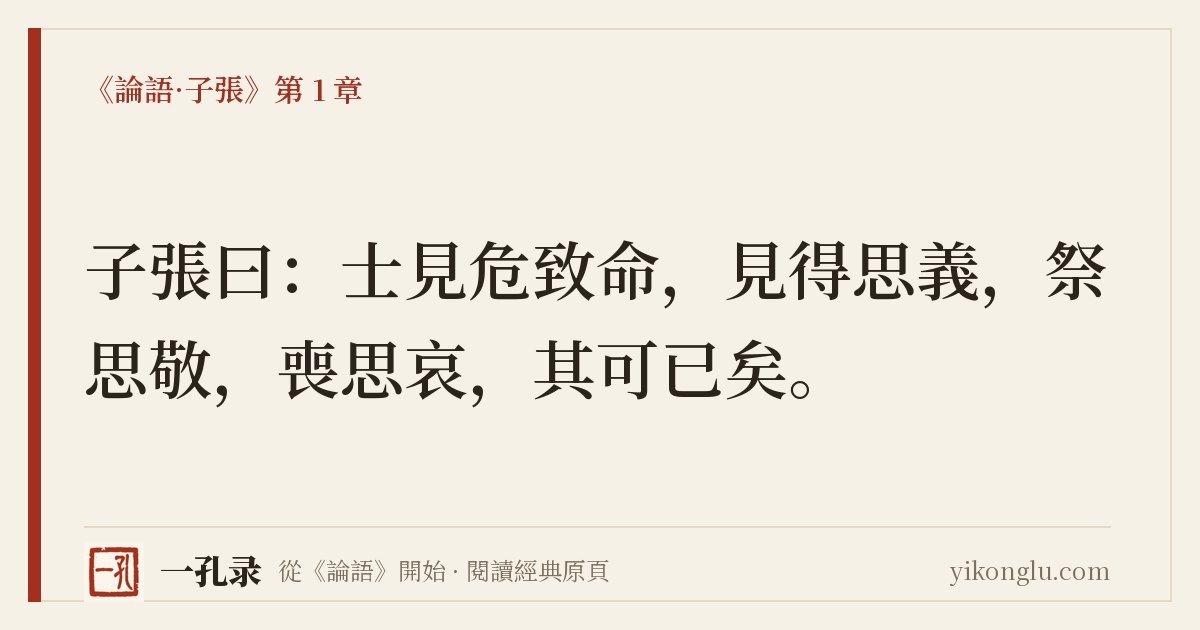 《論語·子張》第 1 章
子張曰：士見危致命，見得思義，祭
思敬，喪思哀，其可已矣。
一孔
一孔录 從《論語》開始 · 閱讀經典原頁
yikonglu.com